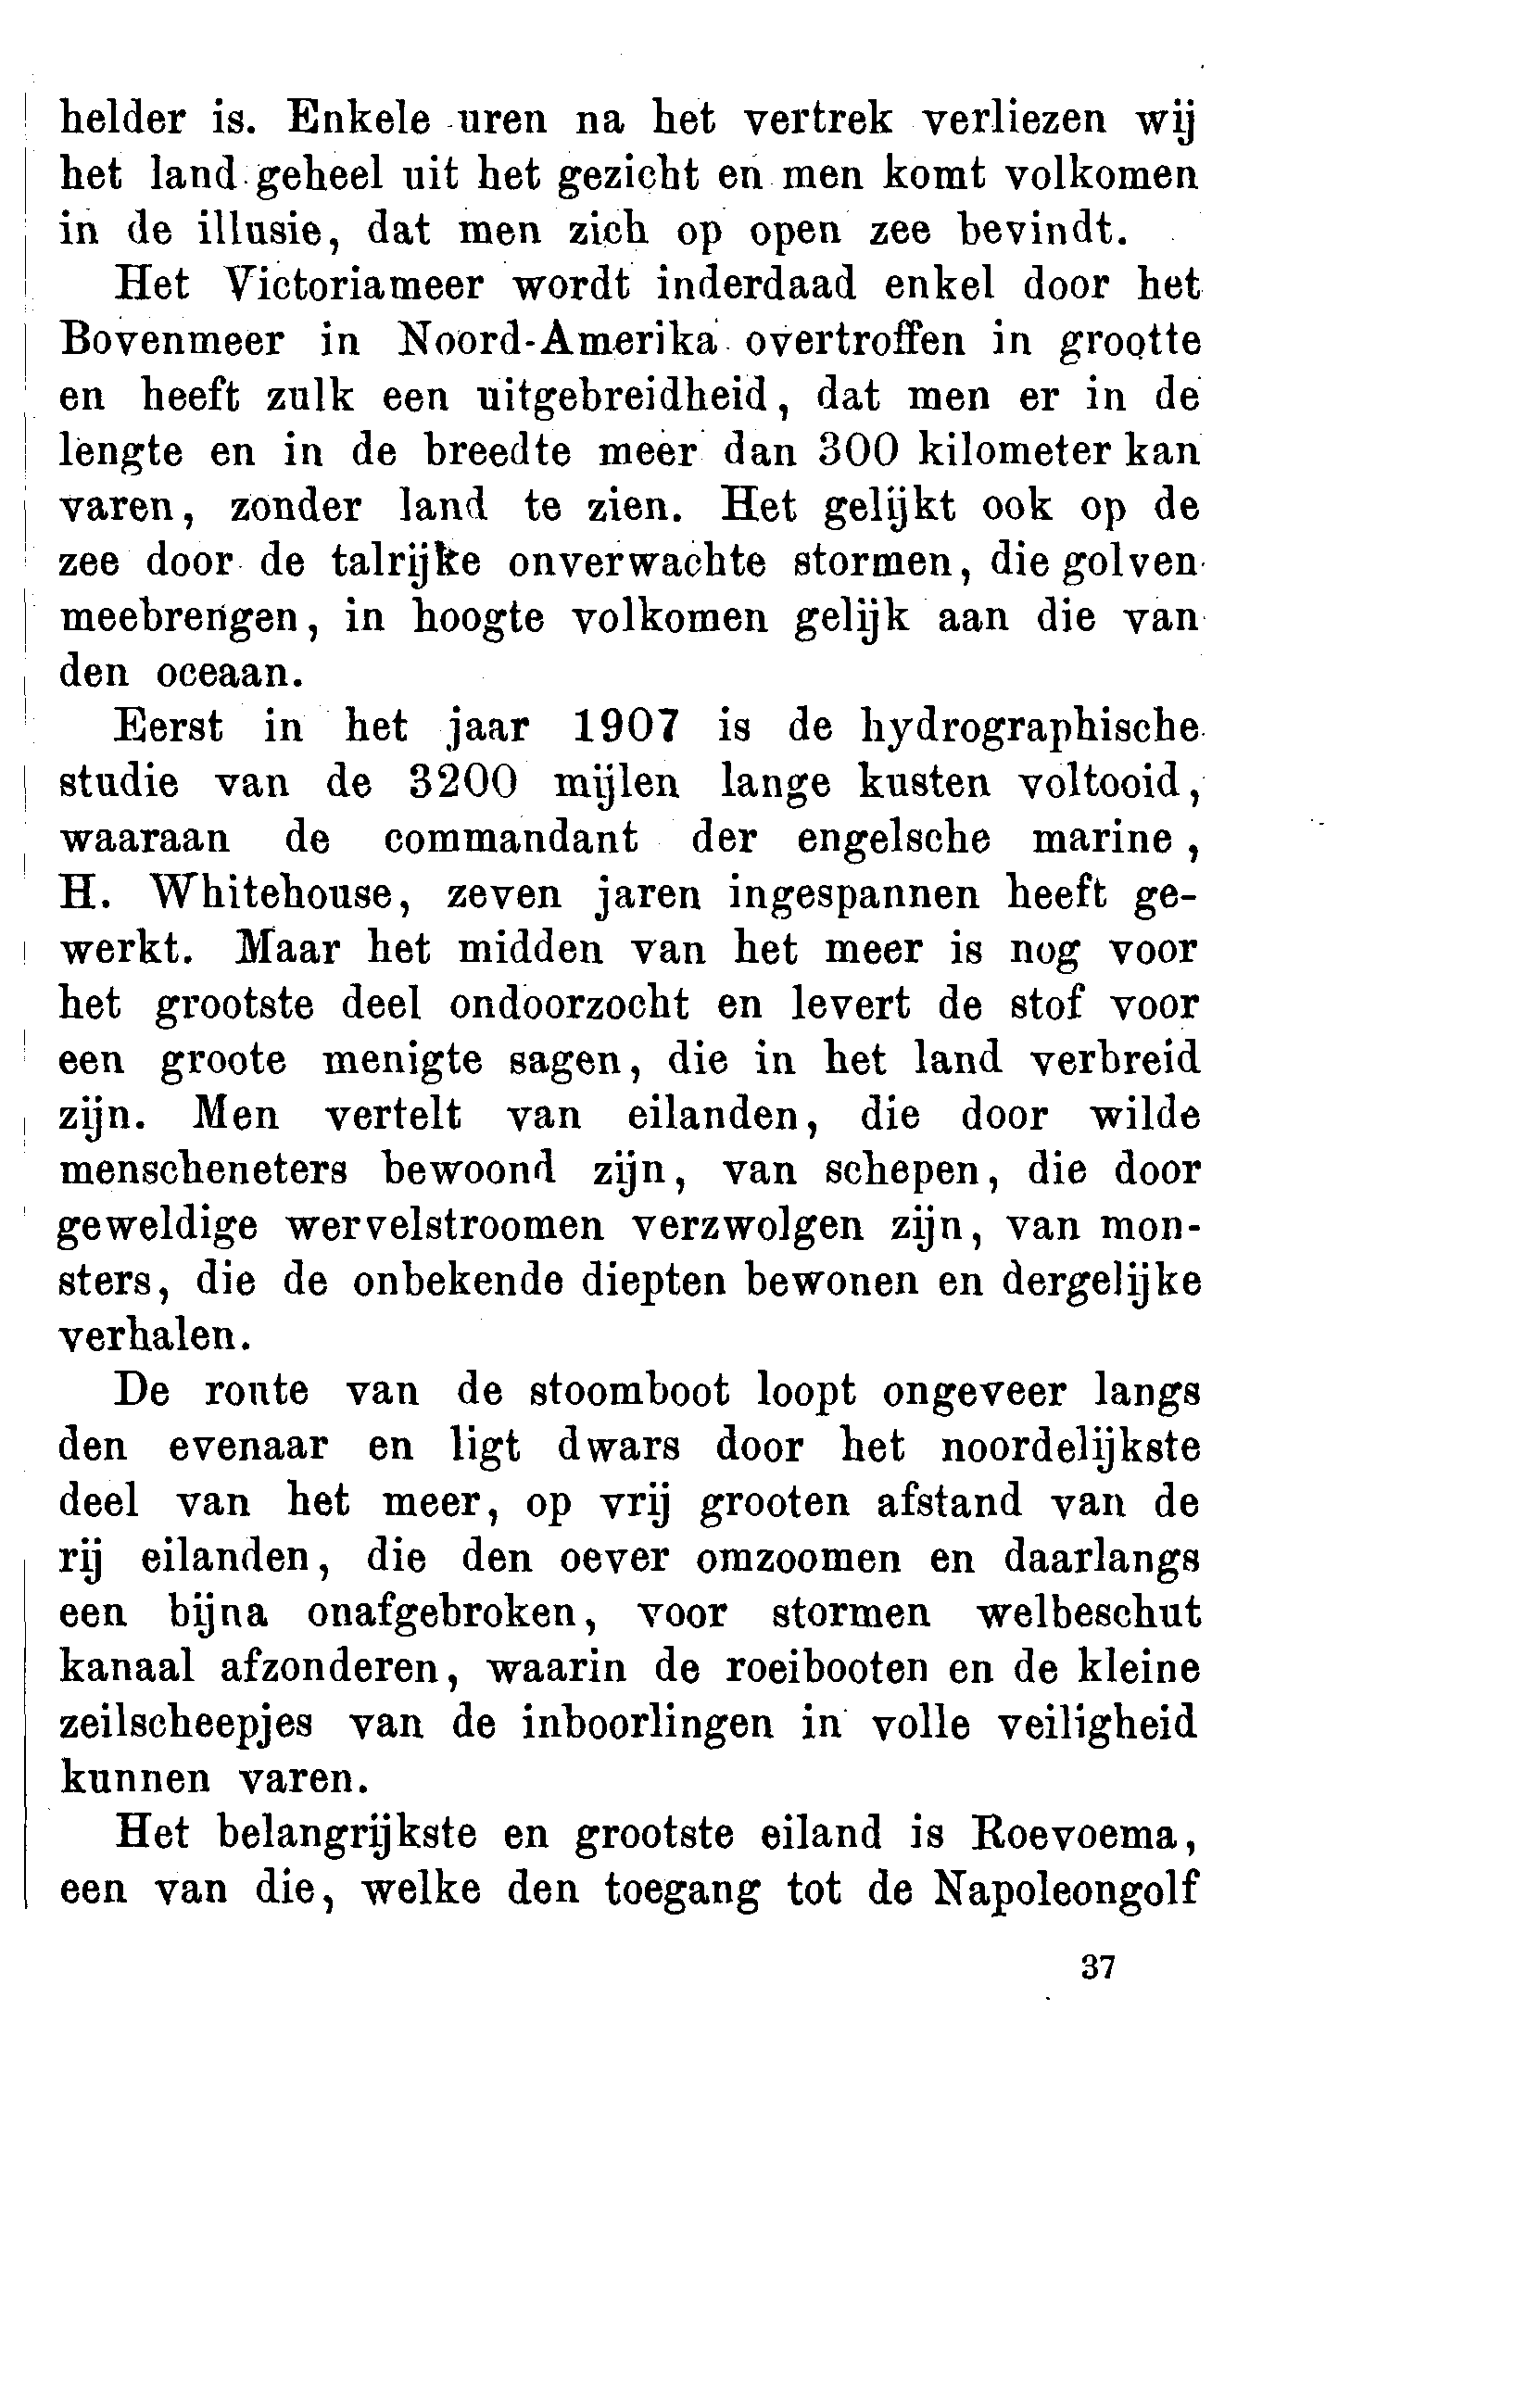 helder is. Enkele uren na het vertrek verliezen wij
het land geheel uit het gezicht en men komt volkomen
in de illusie, dat men zich op open zee bevindt.
Het Victoriameer wordt inderdaad enkel door het
Bovenmeer in Noord-Amerika overtroffen in grootte
en heeft zulk een uitgebreidheid, dat men er in de
lengte en in de breedte meer dan 300 kilometer kan
varen, zonder land te zien. Het gelijkt ook op de
zee door de talrijke onverwachte stormen, die golven
meebrengen, in hoogte volkomen gelijk aan die van
den oceaan.
Eerst in het jaar 1907 is de hydrographische
studie van de 3200 mijlen lange kusten voltooid,
waaraan de commandant der engelsche marine,
H. Whitehouse, zeven jaren ingespannen heeft ge-
werkt. Maar het midden van het meer is nog voor
het grootste deel ondoorzocht en levert de stof voor
een groote menigte sagen, die in het land verbreid
zijn. Men vertelt van eilanden, die door wilde
menscheneters bewoond zijn, van schepen, die door
geweldige wervelstroomen verzwolgen zijn, van mon-
sters, die de onbekende diepten bewonen en dergelijke
verhalen.
De route van de stoomboot loopt ongeveer langs
den evenaar en ligt dwars door het noordelijkste
deel van het meer, op vrij grooten afstand van de
rij eilanden, die den oever omzoomen en daarlangs
een bijna onafgebroken, voor stormen welbeschut
kanaal afzonderen, waarin de roeibooten en de kleine
zeilscheepjes van de inboorlingen in volle veiligheid
kunnen varen.
Het belangrijkste en grootste eiland is Roevoema,
een van die, welke den toegang tot de Napoleongolf
37